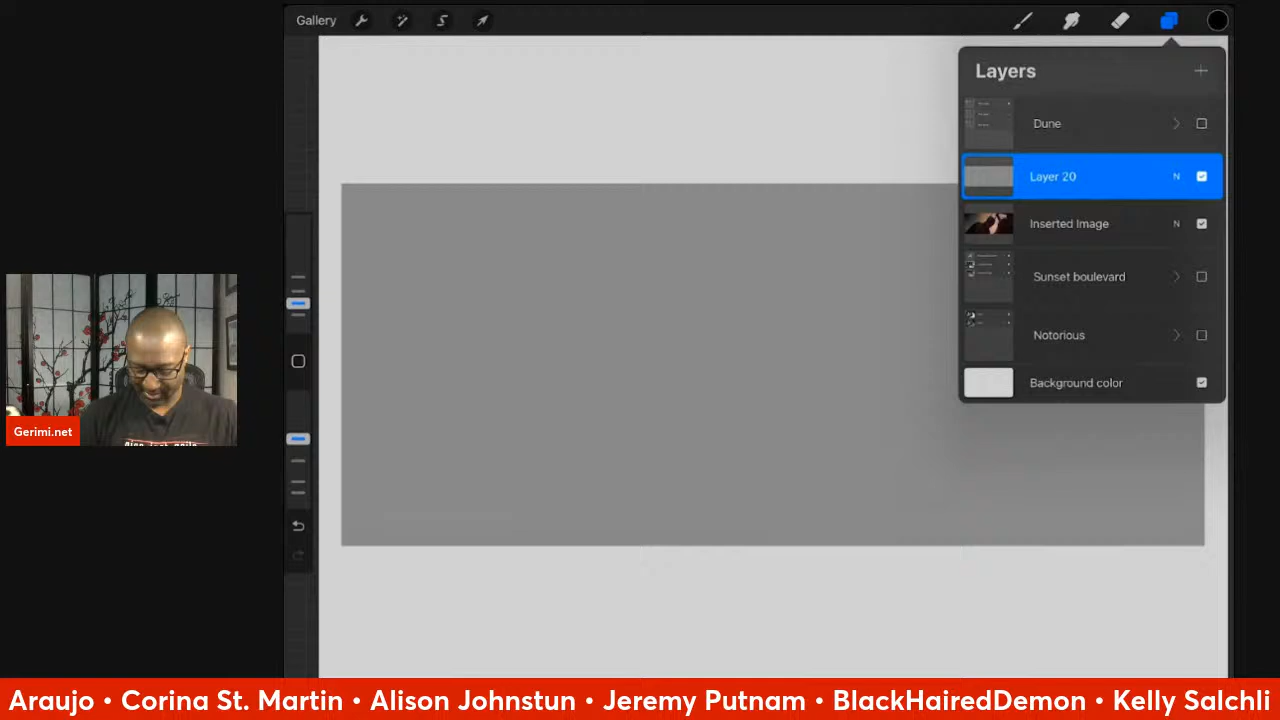 Gallery
Layers
Dune
Layer 20 N
Inserted Image N
Sunset boulevard
Notorious
Background color
Gerimi.net
Araujo • Corina St. Martin • Alison Johnstun • Jeremy Putnam • BlackHairedDemon • Kelly Salchli